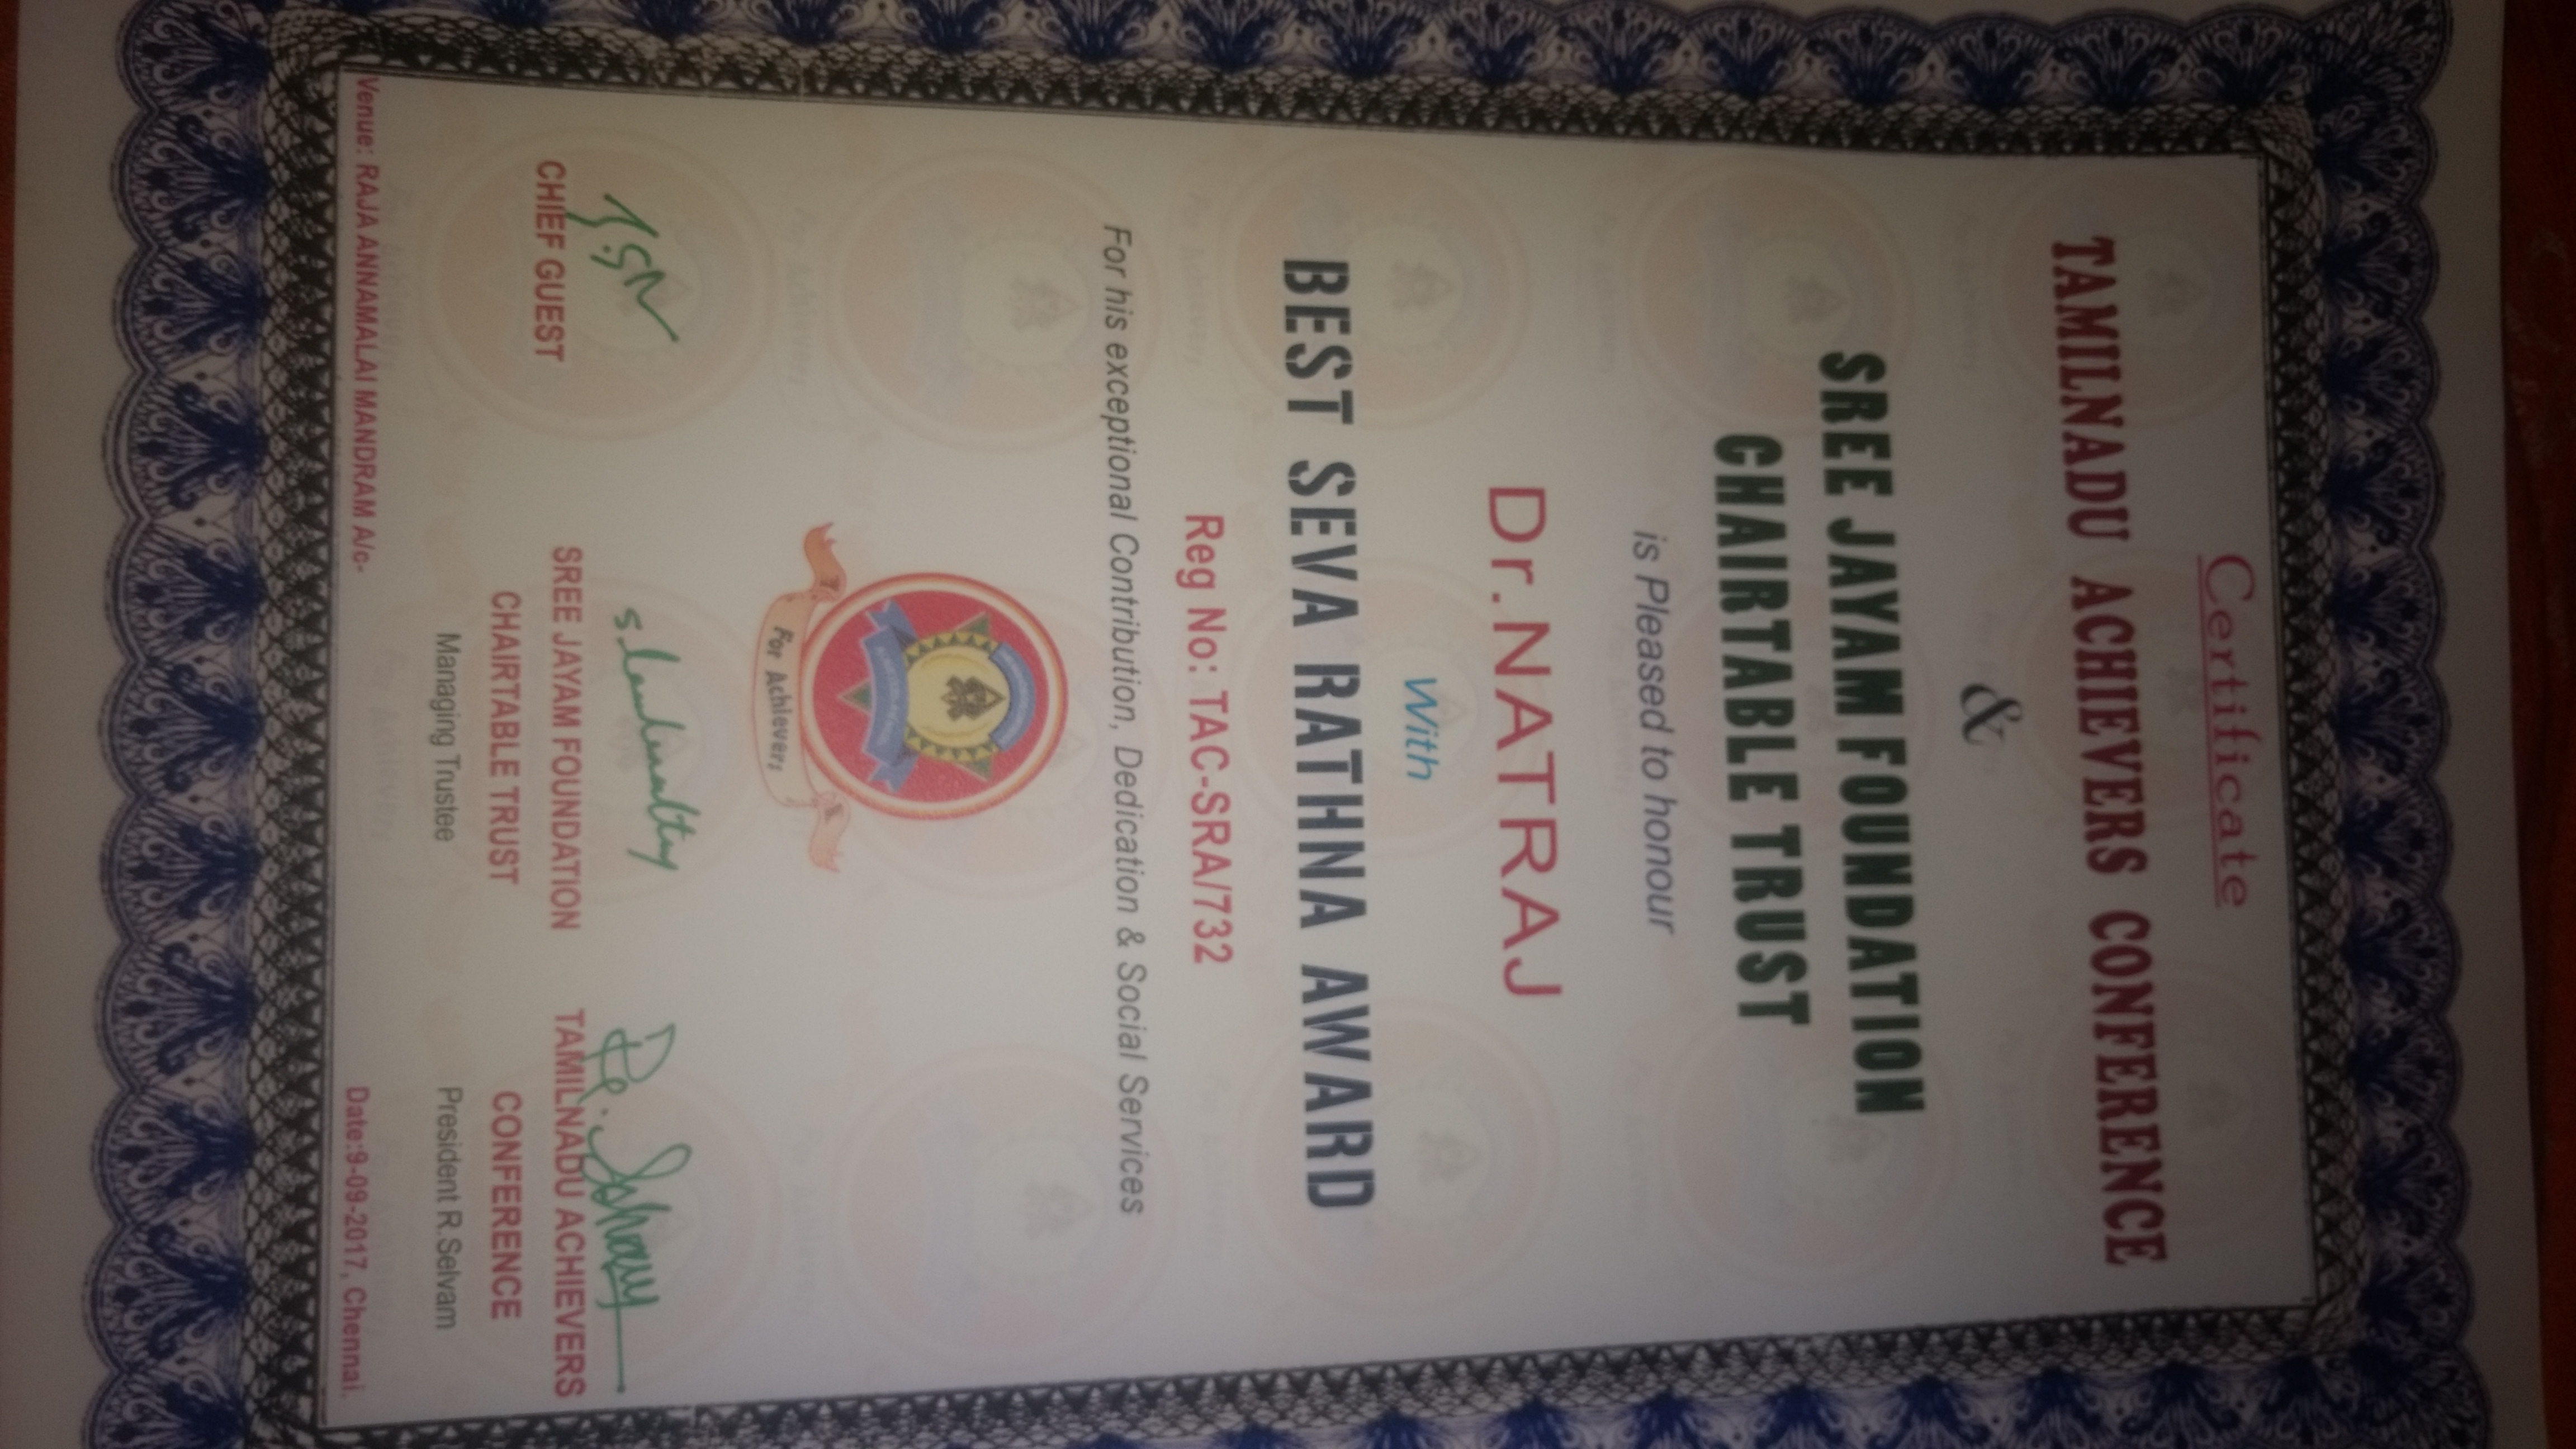 Certificate
TAMILNADU ACHIEVERS CONFERENCE
&
SREE JAYAM FOUNDATION
CHAIRTABLE TRUST
is Pleased to honour
Dr.NATRAJ
With
BEST SEVA RATHNA AWARD
Reg No: TAC-SRA/732
For his exceptional Contribution, Dedication & Social Services
For Achievers
CHIEF GUEST
SREE JAYAM FOUNDATION
CHAIRTABLE TRUST
Managing Trustee
TAMILNADU ACHIEVERS
CONFERENCE
President R.Selvam
Venue: RAJA ANNAMALAI MANDRAM A/c-
Date:9-09-2017, Chennai.